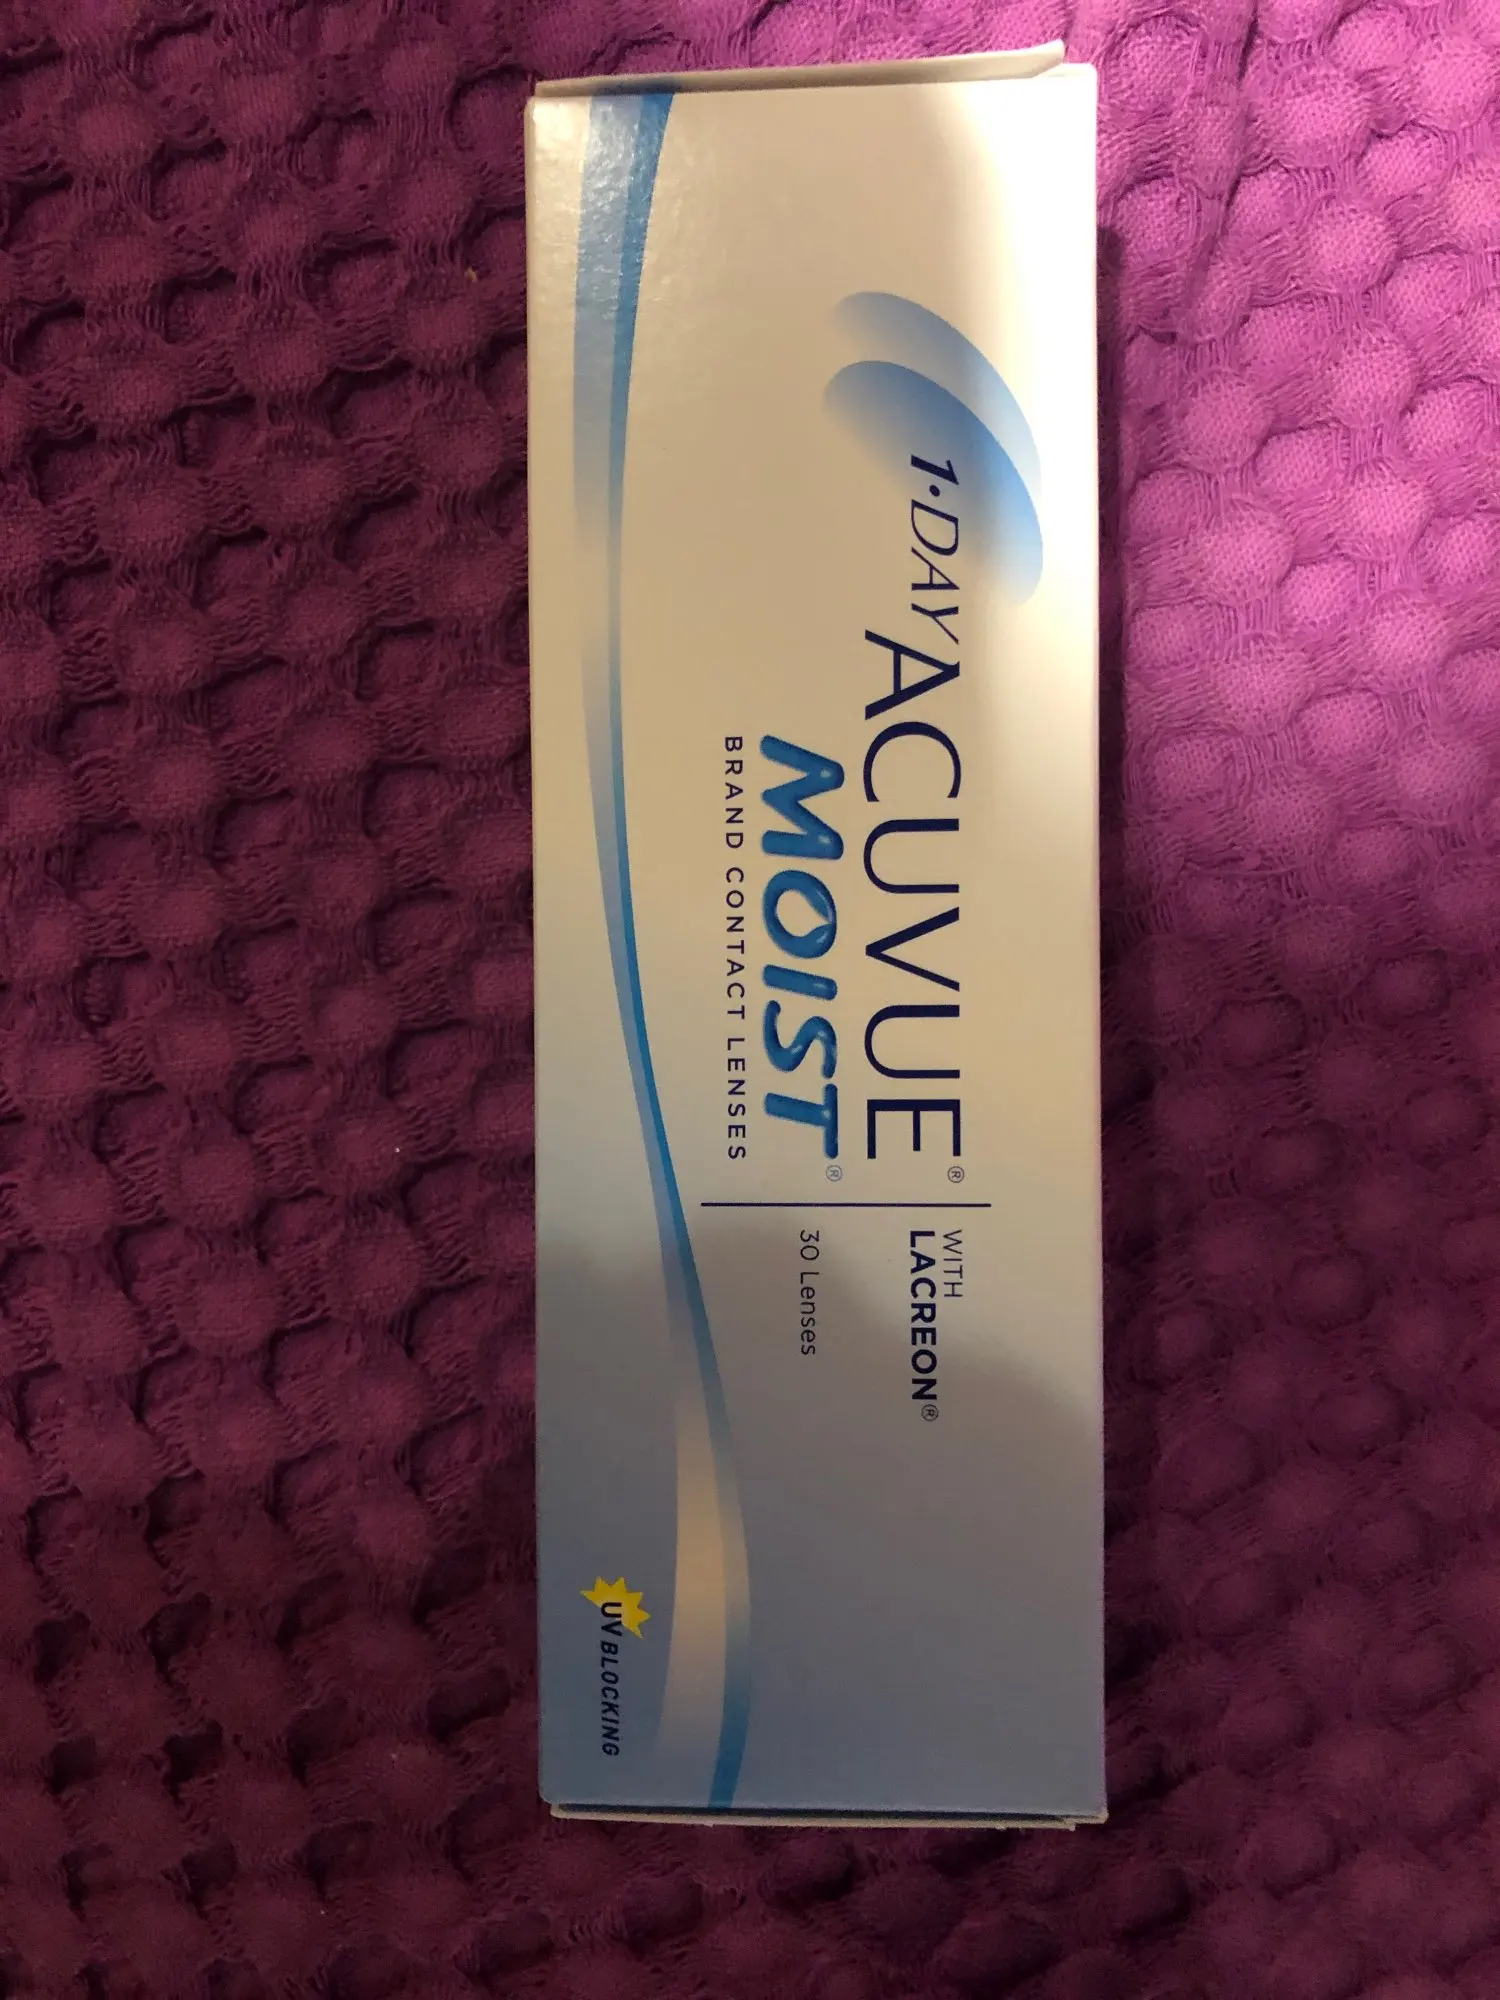 1·DAY ACUVUE®
MOIST®
BRAND CONTACT LENSES
WITH
LACREON®
30 Lenses
UV BLOCKING